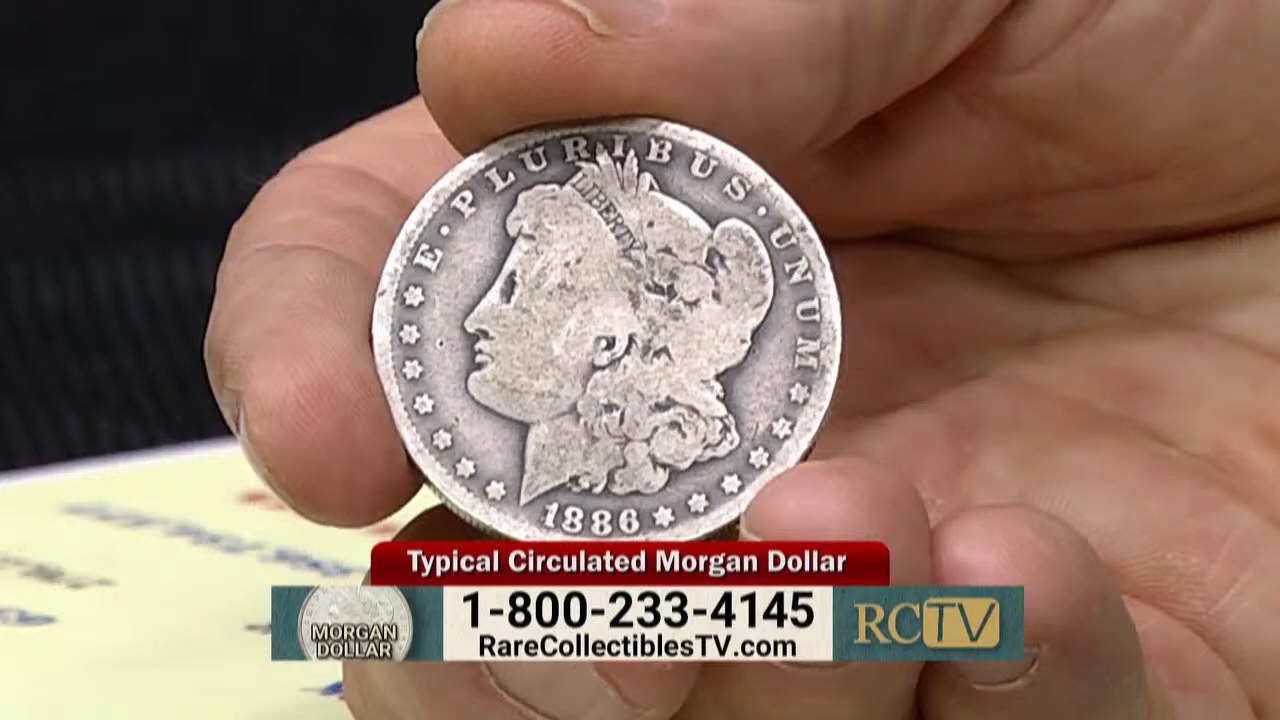 E · PLURIBUS · UNUM
LIBERTY
1886
Typical Circulated Morgan Dollar
MORGAN
DOLLAR
1-800-233-4145
RareCollectiblesTV.com
RCTV